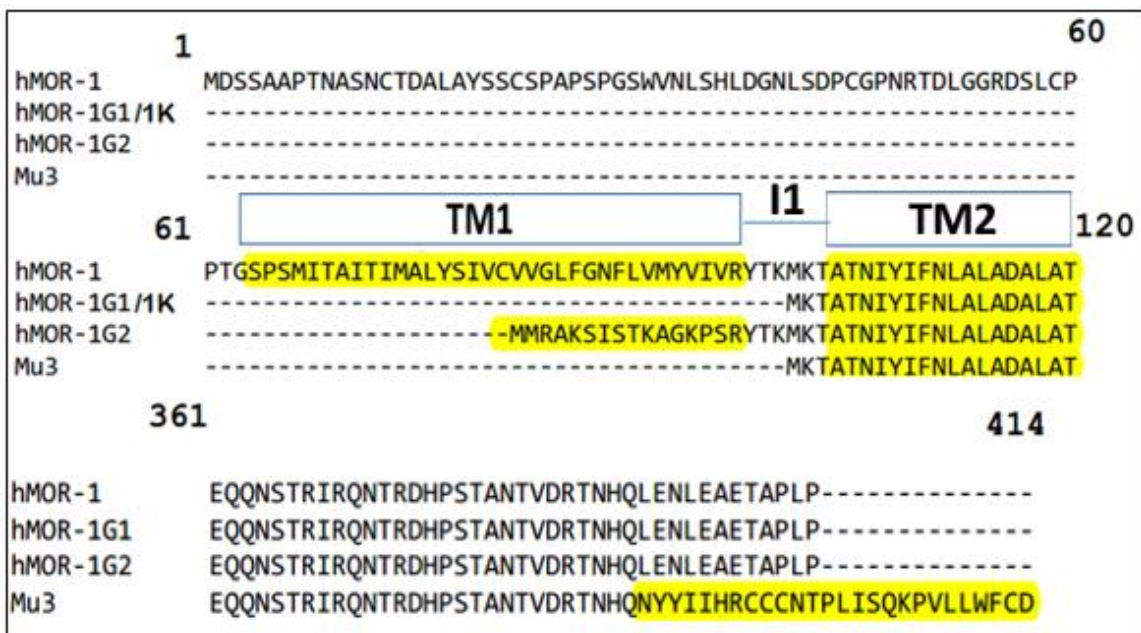 1 60
hMOR-1 MDSSAAPTNASNCTDALAYSSCSPAPSPGSWVNLSHLDGNLSDPCGPNRTDLGGRDSLCP
hMOR-1G1/1K ------------------------------------------------------------
hMOR-1G2 ------------------------------------------------------------
Mu3 ------------------------------------------------------------
TM1 I1 TM2
61 120
hMOR-1 PTGSPSMITAITIMALYSIVCVVGLFGNFLVMYVIVRYTKMKTATNIYIFNLALADALAT
hMOR-1G1/1K ----------------------------------------MKTATNIYIFNLALADALAT
hMOR-1G2 ---------------------MMRAKSISTKAGKPSRYTKMKTATNIYIFNLALADALAT
Mu3 ----------------------------------------MKTATNIYIFNLALADALAT
361 414
hMOR-1 EQQNSTRIRQNTRDHPSTANTVDRTNHQLENLEAETAPLP--------------
hMOR-1G1 EQQNSTRIRQNTRDHPSTANTVDRTNHQLENLEAETAPLP--------------
hMOR-1G2 EQQNSTRIRQNTRDHPSTANTVDRTNHQLENLEAETAPLP--------------
Mu3 EQQNSTRIRQNTRDHPSTANTVDRTNHQNYYIIHRCCCNTPLISQKPVLLWFCD